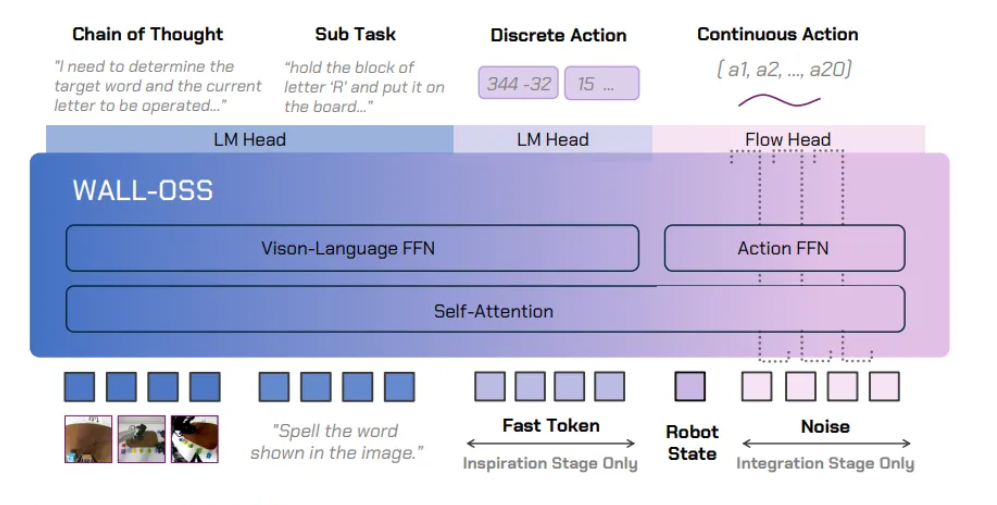 Chain of Thought
Sub Task
Discrete Action
Continuous Action
"I need to determine the
target word and the current
letter to be operated..."
“hold the block of
letter 'R' and put it on
the board...”
344 -32
15 ...
( a1, a2, ..., a20)
LM Head
LM Head
Flow Head
WALL-OSS
Vison-Language FFN
Action FFN
Self-Attention
"Spell the word
shown in the image.”
Fast Token
Inspiration Stage Only
Robot
State
Noise
Integration Stage Only